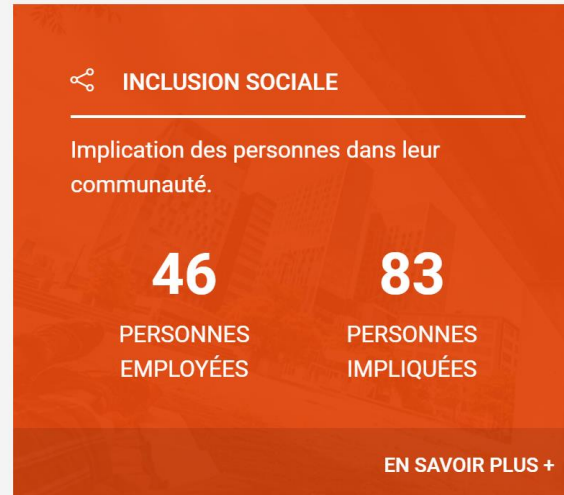 INCLUSION SOCIALE
Implication des personnes dans leur
communauté.
46
PERSONNES
EMPLOYÉES
83
PERSONNES
IMPLIQUÉES
EN SAVOIR PLUS +